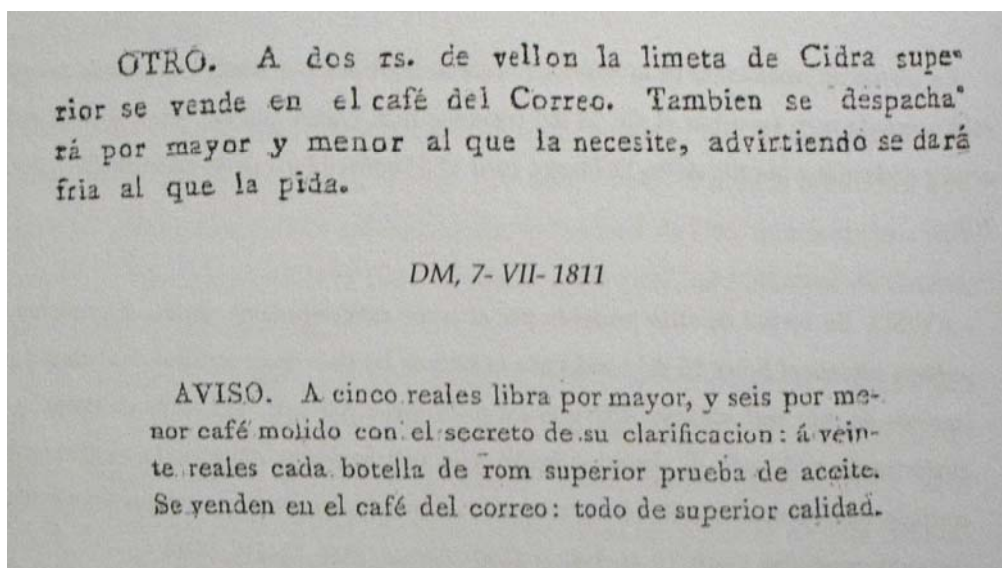 OTRO. A dos rs. de vellon la limeta de Cidra supe-
rior se vende en el café del Correo. Tambien se despacha-
rá por mayor y menor al que la necesite, advirtiendo se dará
fria al que la pida.
DM, 7- VII- 1811
AVISO. A cinco reales libra por mayor, y seis por me-
nor café molido con el secreto de su clarificacion: á vein-
te reales cada botella de rom superior prueba de aceite.
Se venden en el café del correo: todo de superior calidad.